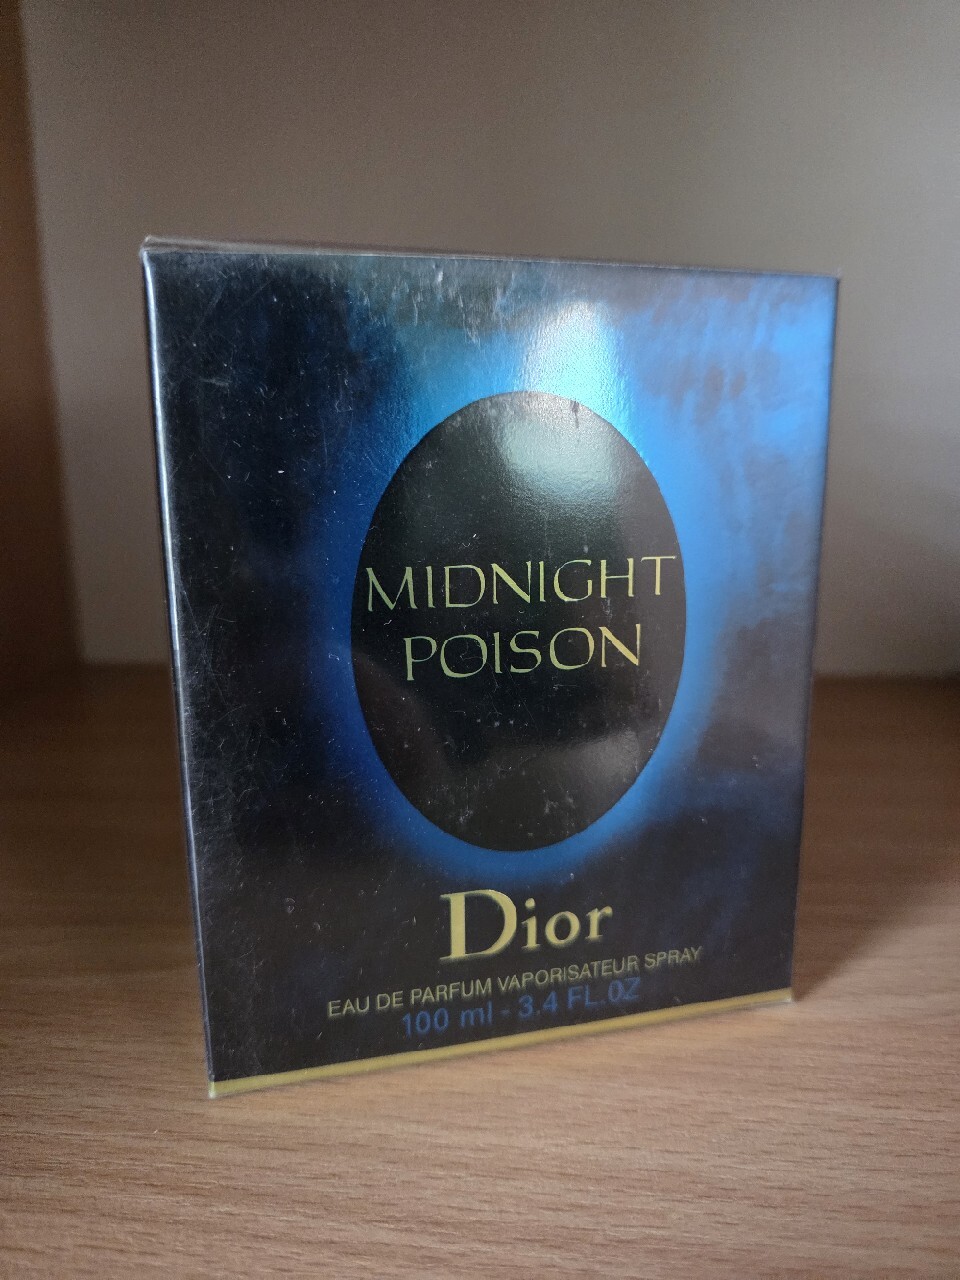 MIDNIGHT
POISON
Dior
EAU DE PARFUM VAPORISATEUR SPRAY
100 ml - 3.4 FL.OZ